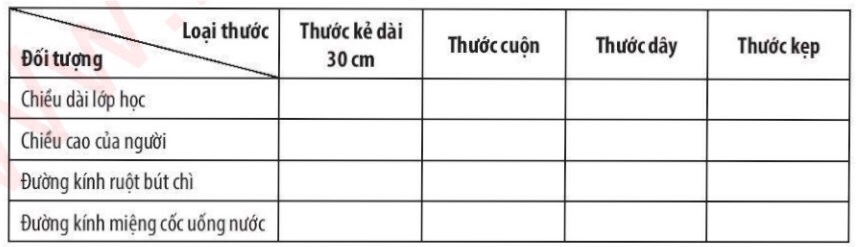 Loại thước
Đối tượng
Thước kẻ dài
30 cm
Thước cuộn
Thước dây
Thước kẹp
Chiều dài lớp học
Chiều cao của người
Đường kính ruột bút chì
Đường kính miệng cốc uống nước